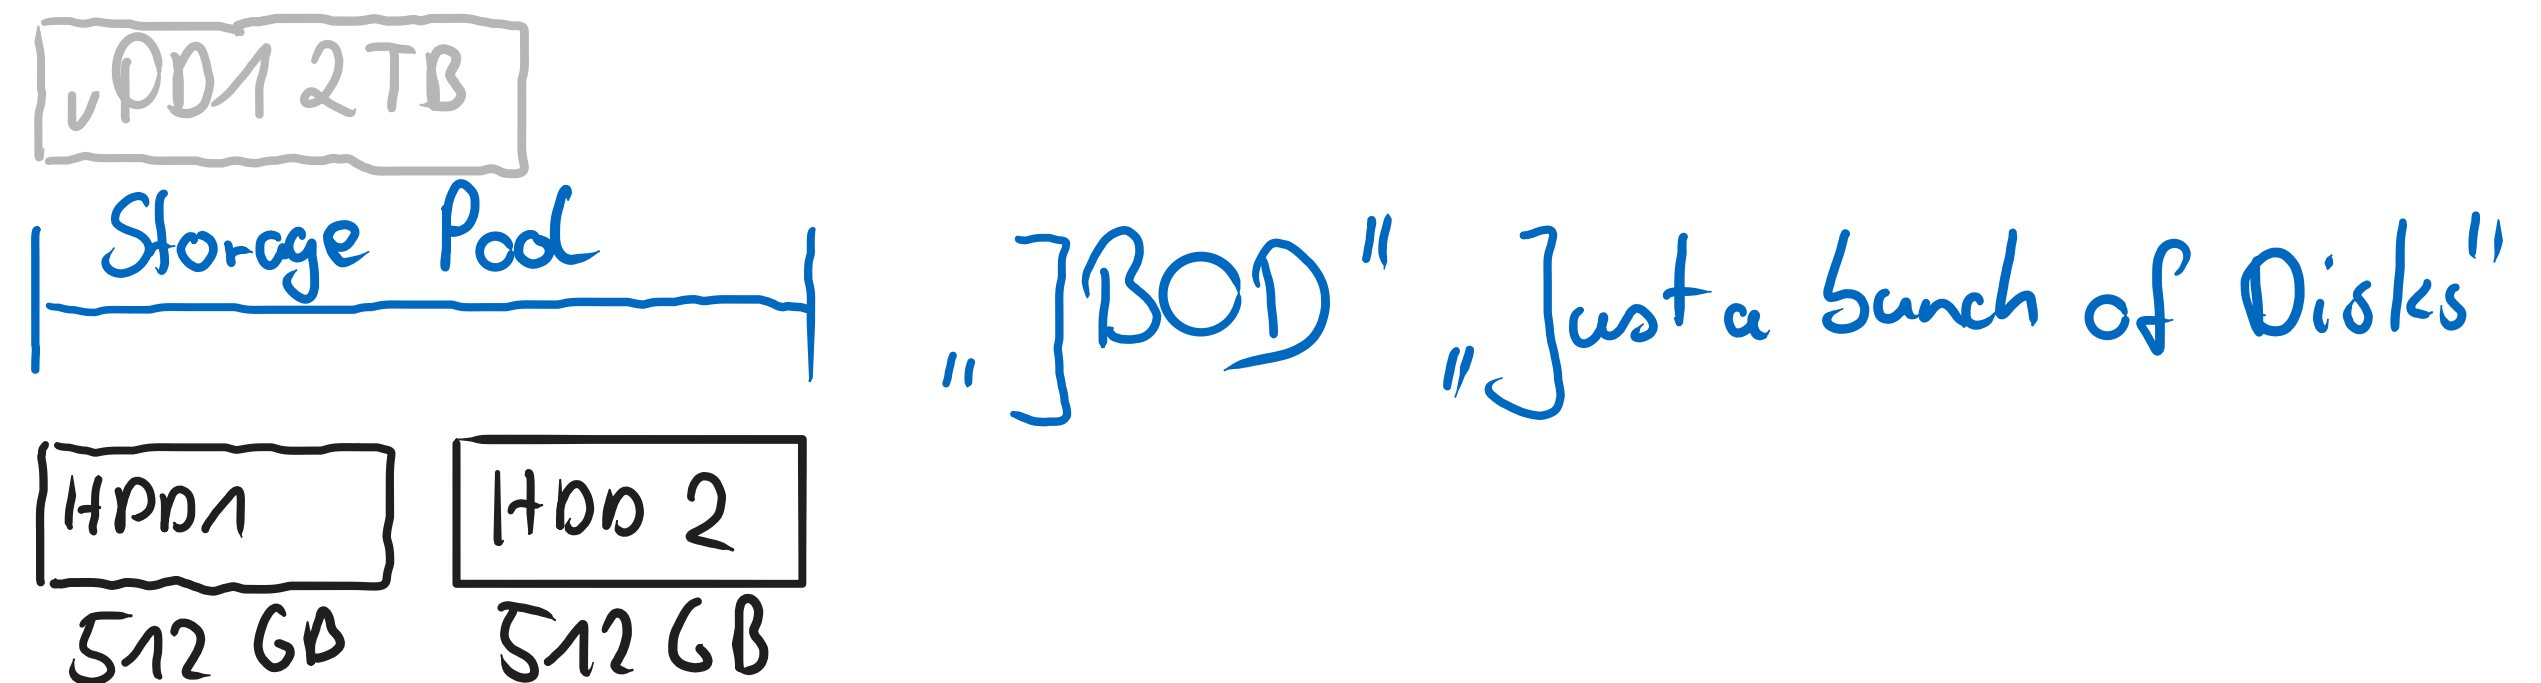 vPD1 2TB
Storage Pool
„JBOD" „Just a bunch of Disks"
HDD1 HDD 2
512 GB 512 GB